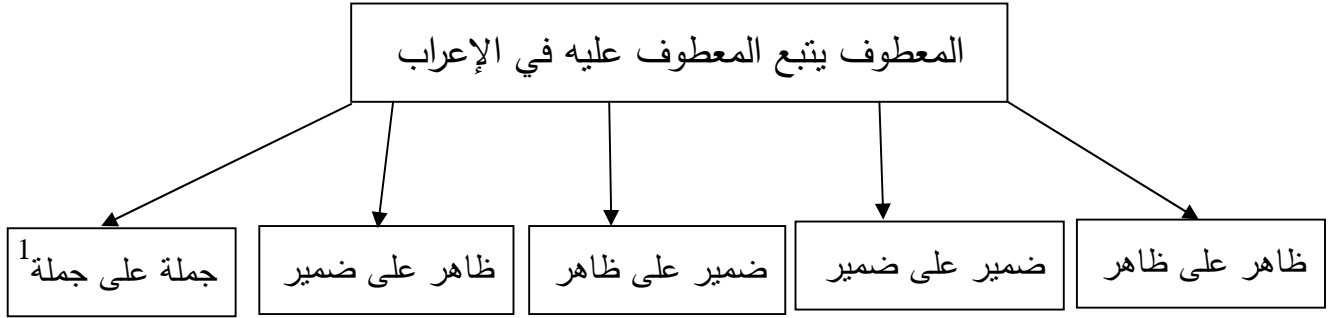 المعطوف يتبع المعطوف عليه في الإعراب
ظاهر على ظاهر
ضمير على ضمير
ضمير على ظاهر
ظاهر على ضمير
جملة على جملة1